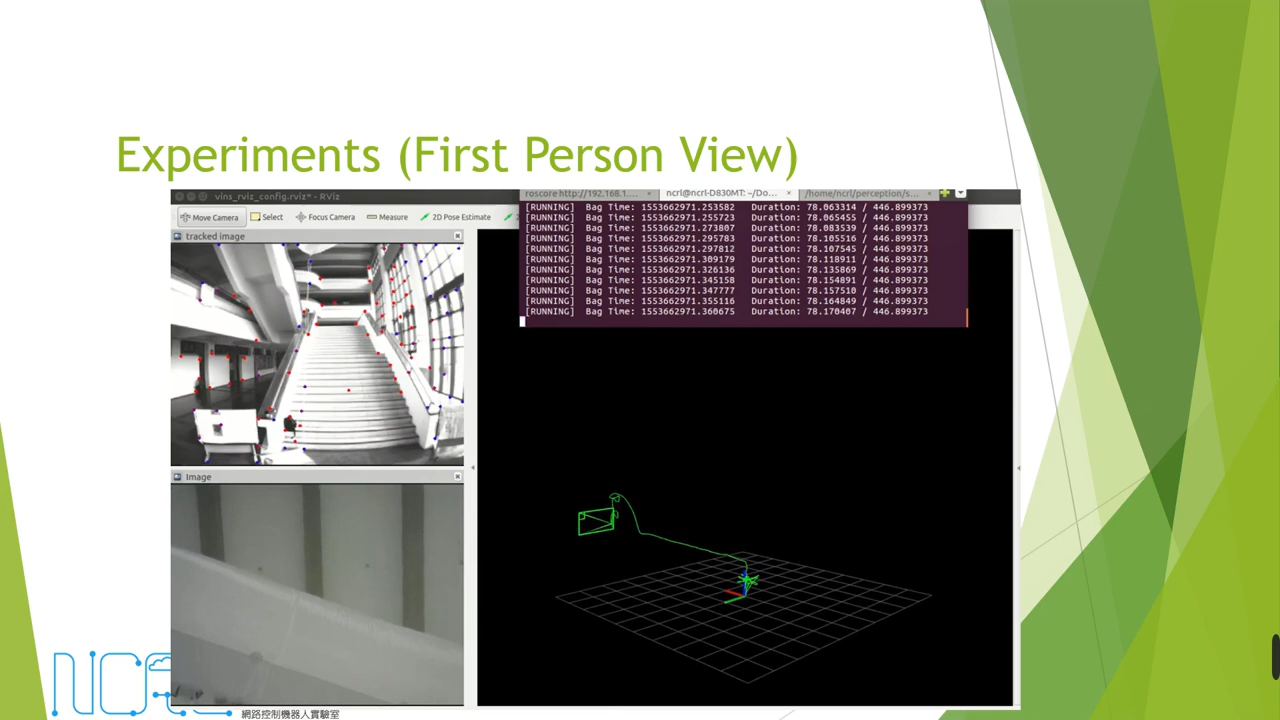 Experiments (First Person View)
vins_rviz_config.rviz* - RViz
Move Camera Select Focus Camera Measure 2D Pose Estimate
tracked image
roscore http://192.168.1... ncrl@ncrl-D830MT: ~/Do... /home/ncrl/perception/s...
[RUNNING] Bag Time: 1553662971.253582 Duration: 78.063314 / 446.899373
[RUNNING] Bag Time: 1553662971.255723 Duration: 78.065455 / 446.899373
[RUNNING] Bag Time: 1553662971.273807 Duration: 78.083539 / 446.899373
[RUNNING] Bag Time: 1553662971.295783 Duration: 78.105516 / 446.899373
[RUNNING] Bag Time: 1553662971.297812 Duration: 78.107545 / 446.899373
[RUNNING] Bag Time: 1553662971.309179 Duration: 78.118911 / 446.899373
[RUNNING] Bag Time: 1553662971.326136 Duration: 78.135869 / 446.899373
[RUNNING] Bag Time: 1553662971.345158 Duration: 78.154891 / 446.899373
[RUNNING] Bag Time: 1553662971.347777 Duration: 78.157510 / 446.899373
[RUNNING] Bag Time: 1553662971.355116 Duration: 78.164849 / 446.899373
[RUNNING] Bag Time: 1553662971.360675 Duration: 78.170407 / 446.899373
Image
NCRL
網路控制機器人實驗室